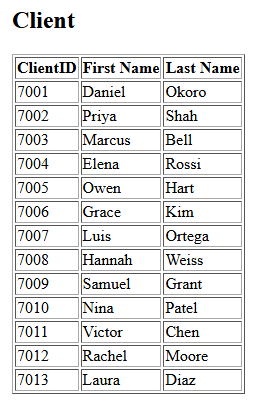 Client
ClientID First Name Last Name
7001 Daniel Okoro
7002 Priya Shah
7003 Marcus Bell
7004 Elena Rossi
7005 Owen Hart
7006 Grace Kim
7007 Luis Ortega
7008 Hannah Weiss
7009 Samuel Grant
7010 Nina Patel
7011 Victor Chen
7012 Rachel Moore
7013 Laura Diaz